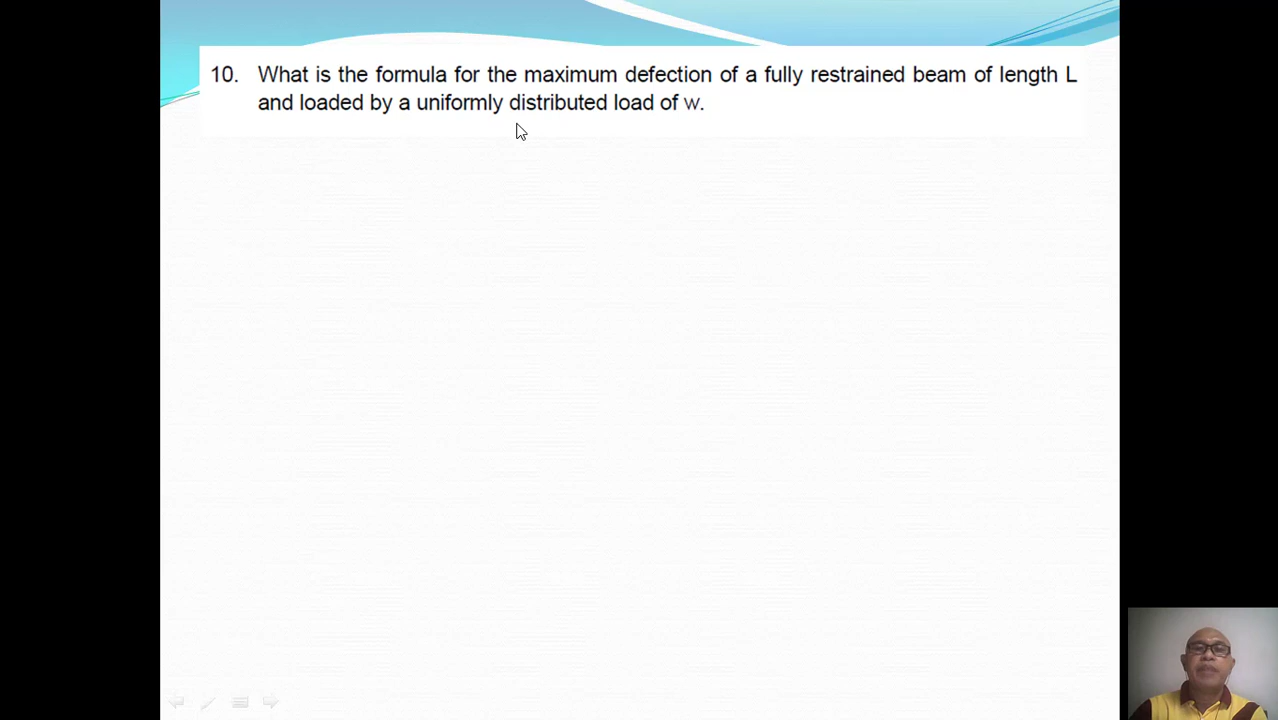 10. What is the formula for the maximum defection of a fully restrained beam of length L
and loaded by a uniformly distributed load of w.